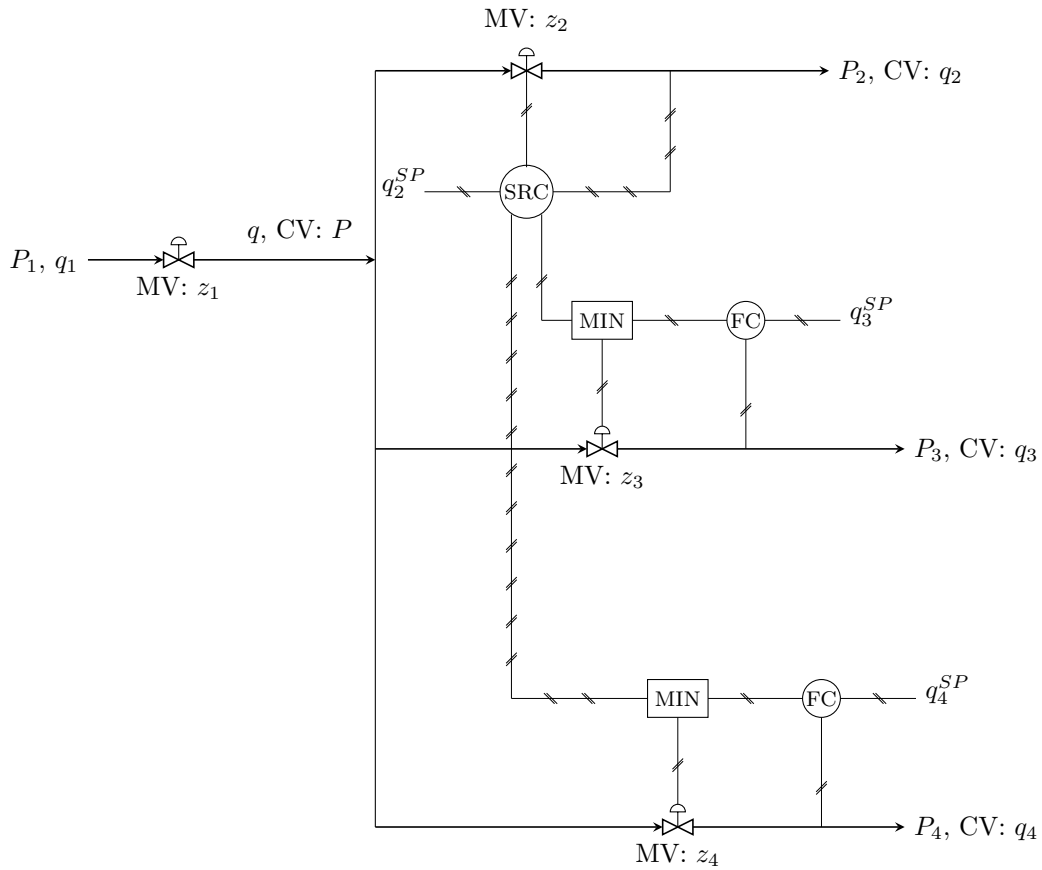 MV: z₂
P₂, CV: q₂
q₂^{SP}
SRC
q, CV: P
P₁, q₁
MV: z₁
MIN
FC
q₃^{SP}
P₃, CV: q₃
MV: z₃
MIN
FC
q₄^{SP}
P₄, CV: q₄
MV: z₄